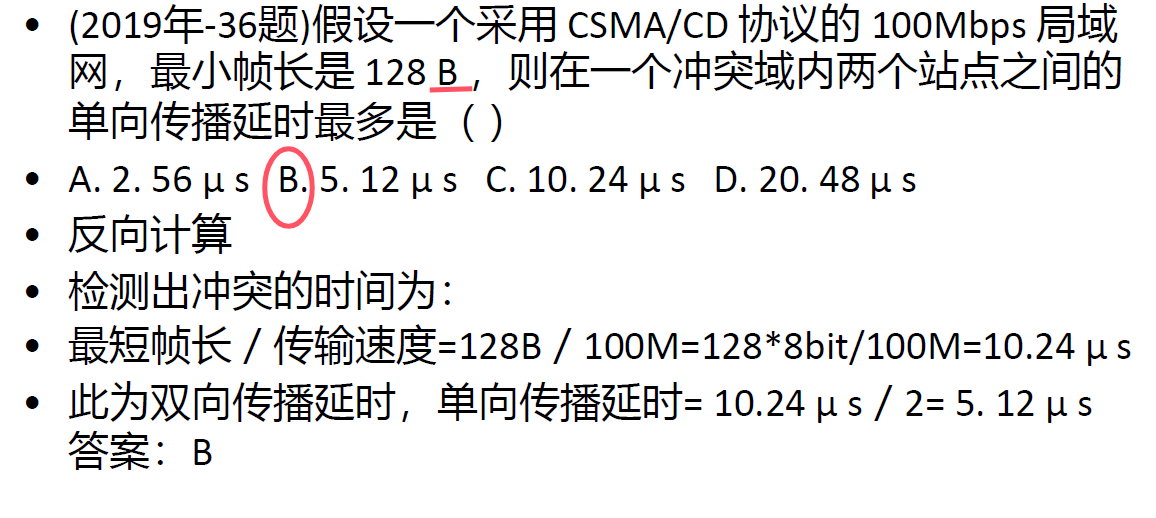 • (2019年-36题)假设一个采用 CSMA/CD 协议的 100Mbps 局域
网，最小帧长是 128 B ，则在一个冲突域内两个站点之间的
单向传播延时最多是（ ）
• A. 2. 56 μ s B. 5. 12 μ s C. 10. 24 μ s D. 20. 48 μ s
• 反向计算
• 检测出冲突的时间为：
• 最短帧长 / 传输速度=128B / 100M=128*8bit/100M=10.24 μ s
• 此为双向传播延时，单向传播延时= 10.24 μ s / 2= 5. 12 μ s
答案：B